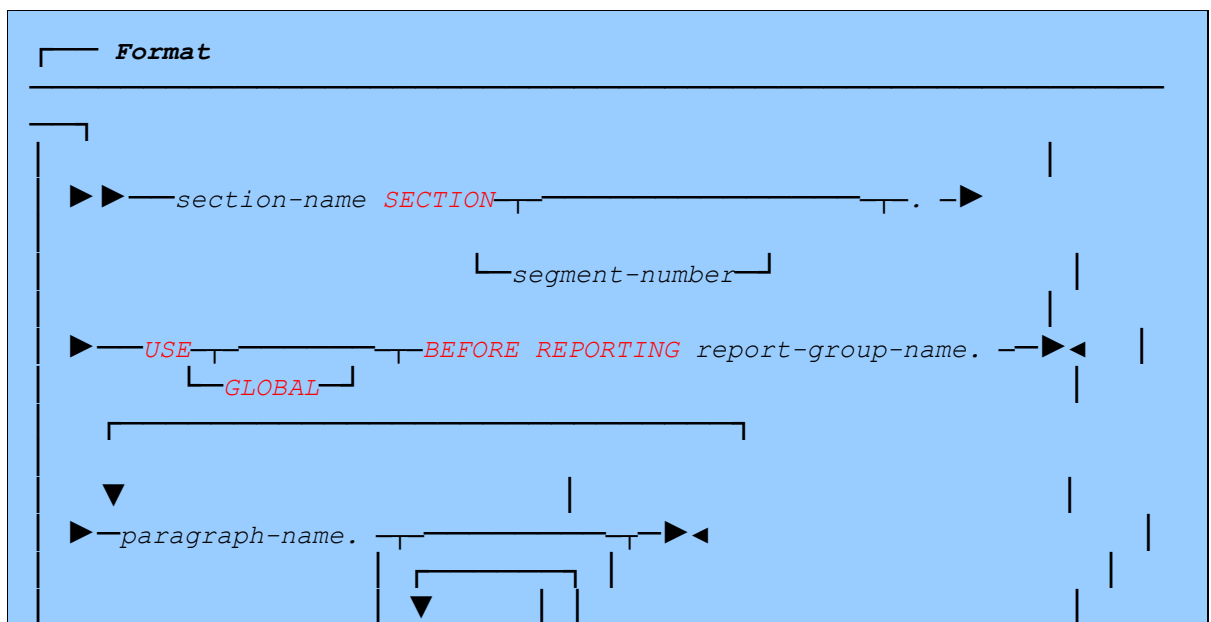 Format
section-name SECTION .
segment-number
USE BEFORE REPORTING report-group-name.
GLOBAL
paragraph-name.